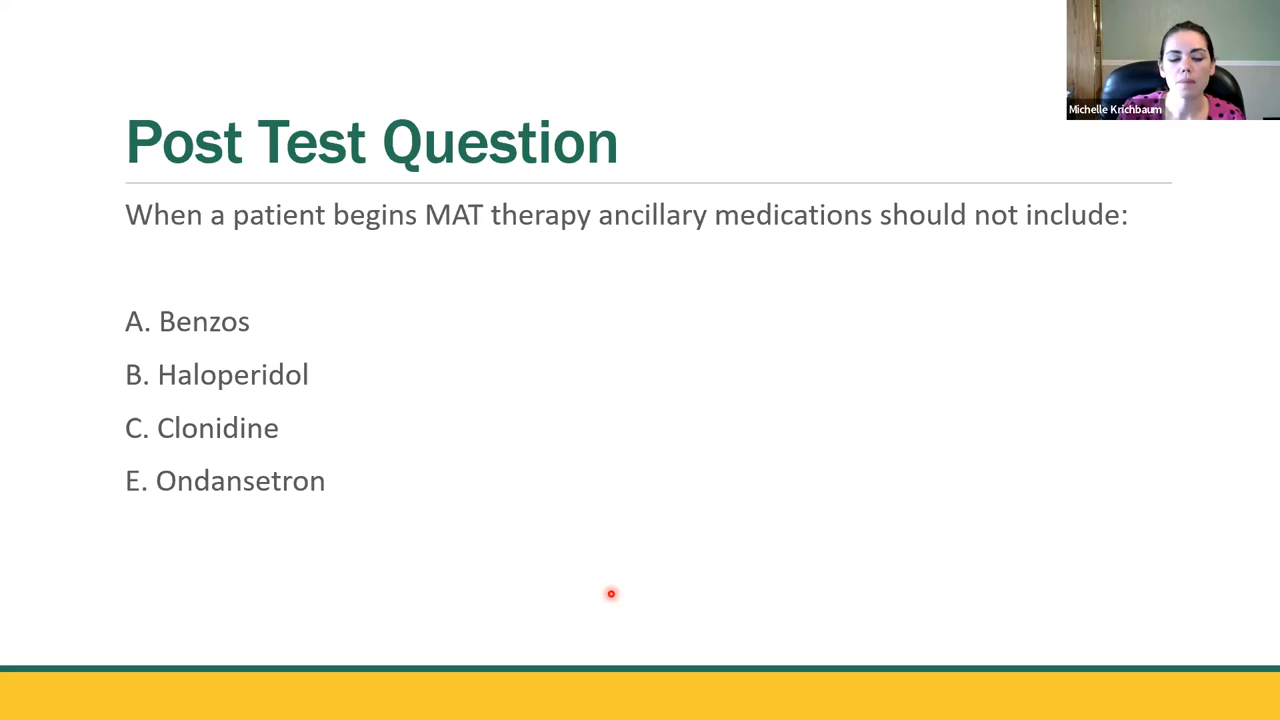 Michelle Krichbaum
Post Test Question
When a patient begins MAT therapy ancillary medications should not include:
A. Benzos
B. Haloperidol
C. Clonidine
E. Ondansetron